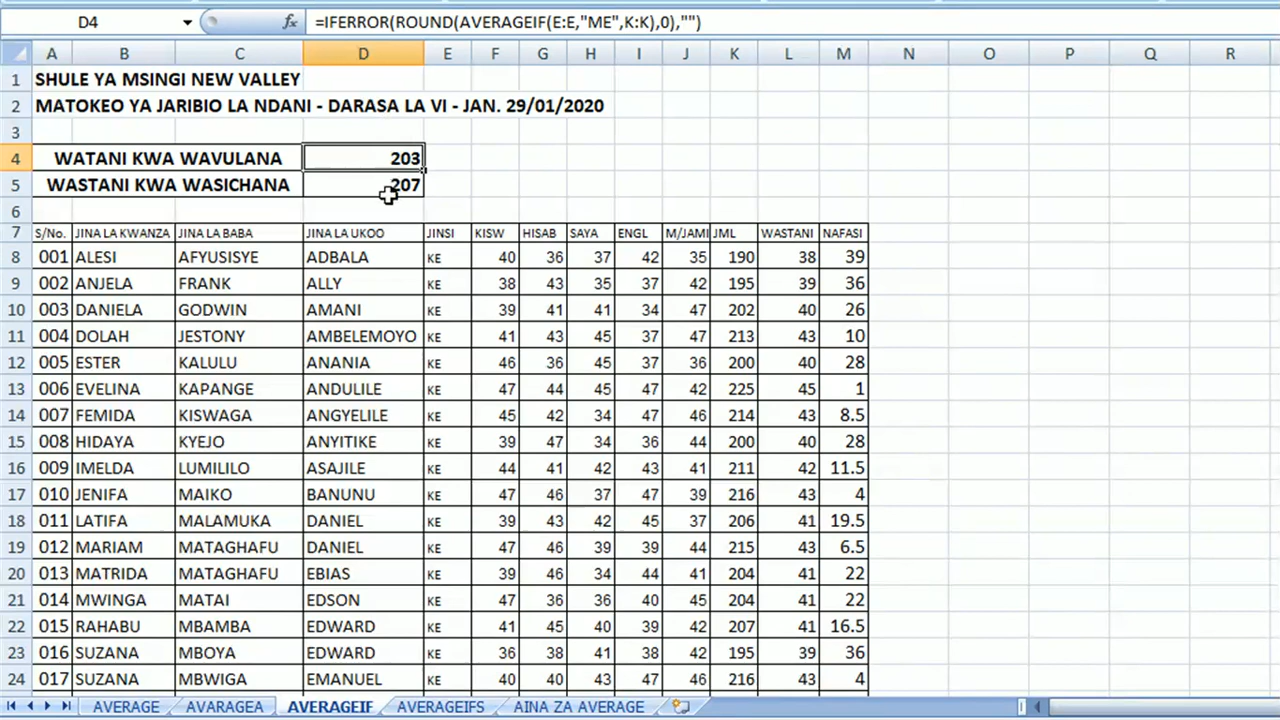 D4 =IFERROR(ROUND(AVERAGEIF(E:E,"ME",K:K),0),"")
A B C D E F G H I J K L M N O P Q R
1 SHULE YA MSINGI NEW VALLEY
2 MATOKEO YA JARIBIO LA NDANI - DARASA LA VI - JAN. 29/01/2020
3
4 WATANI KWA WAVULANA 203
5 WASTANI KWA WASICHANA 207
6
7 S/No. JINA LA KWANZA JINA LA BABA JINA LA UKOO JINSI KISW HISAB SAYA ENGL M/JAMI JML WASTANI NAFASI
8 001 ALESI AFYUSISYE ADBALA KE 40 36 37 42 35 190 38 39
9 002 ANJELA FRANK ALLY KE 38 43 35 37 42 195 39 36
10 003 DANIELA GODWIN AMANI KE 39 41 41 34 47 202 40 26
11 004 DOLAH JESTONY AMBELEMOYO KE 41 43 45 37 47 213 43 10
12 005 ESTER KALULU ANANIA KE 46 36 45 37 36 200 40 28
13 006 EVELINA KAPANGE ANDULILE KE 47 44 45 47 42 225 45 1
14 007 FEMIDA KISWAGA ANGYELILE KE 45 42 34 47 46 214 43 8.5
15 008 HIDAYA KYEJO ANYITIKE KE 39 47 34 36 44 200 40 28
16 009 IMELDA LUMILILO ASAJILE KE 44 41 42 43 41 211 42 11.5
17 010 JENIFA MAIKO BANUNU KE 47 46 37 47 39 216 43 4
18 011 LATIFA MALAMUKA DANIEL KE 39 43 42 45 37 206 41 19.5
19 012 MARIAM MATAGHAFU DANIEL KE 47 46 39 39 44 215 43 6.5
20 013 MATRIDA MATAGHAFU EBIAS KE 39 46 34 44 41 204 41 22
21 014 MWINGA MATAI EDSON KE 47 36 36 40 45 204 41 22
22 015 RAHABU MBAMBA EDWARD KE 41 45 40 39 42 207 41 16.5
23 016 SUZANA MBOYA EDWARD KE 36 38 41 38 42 195 39 36
24 017 SUZANA MBWIGA EMANUEL KE 40 40 43 47 46 216 43 4
AVERAGE AVARAGEA AVERAGEIF AVERAGEIFS AINA ZA AVERAGE